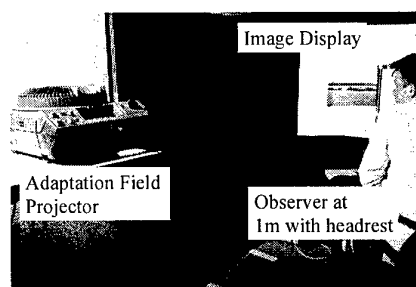 Image Display
Adaptation Field
Projector
Observer at
1m with headrest